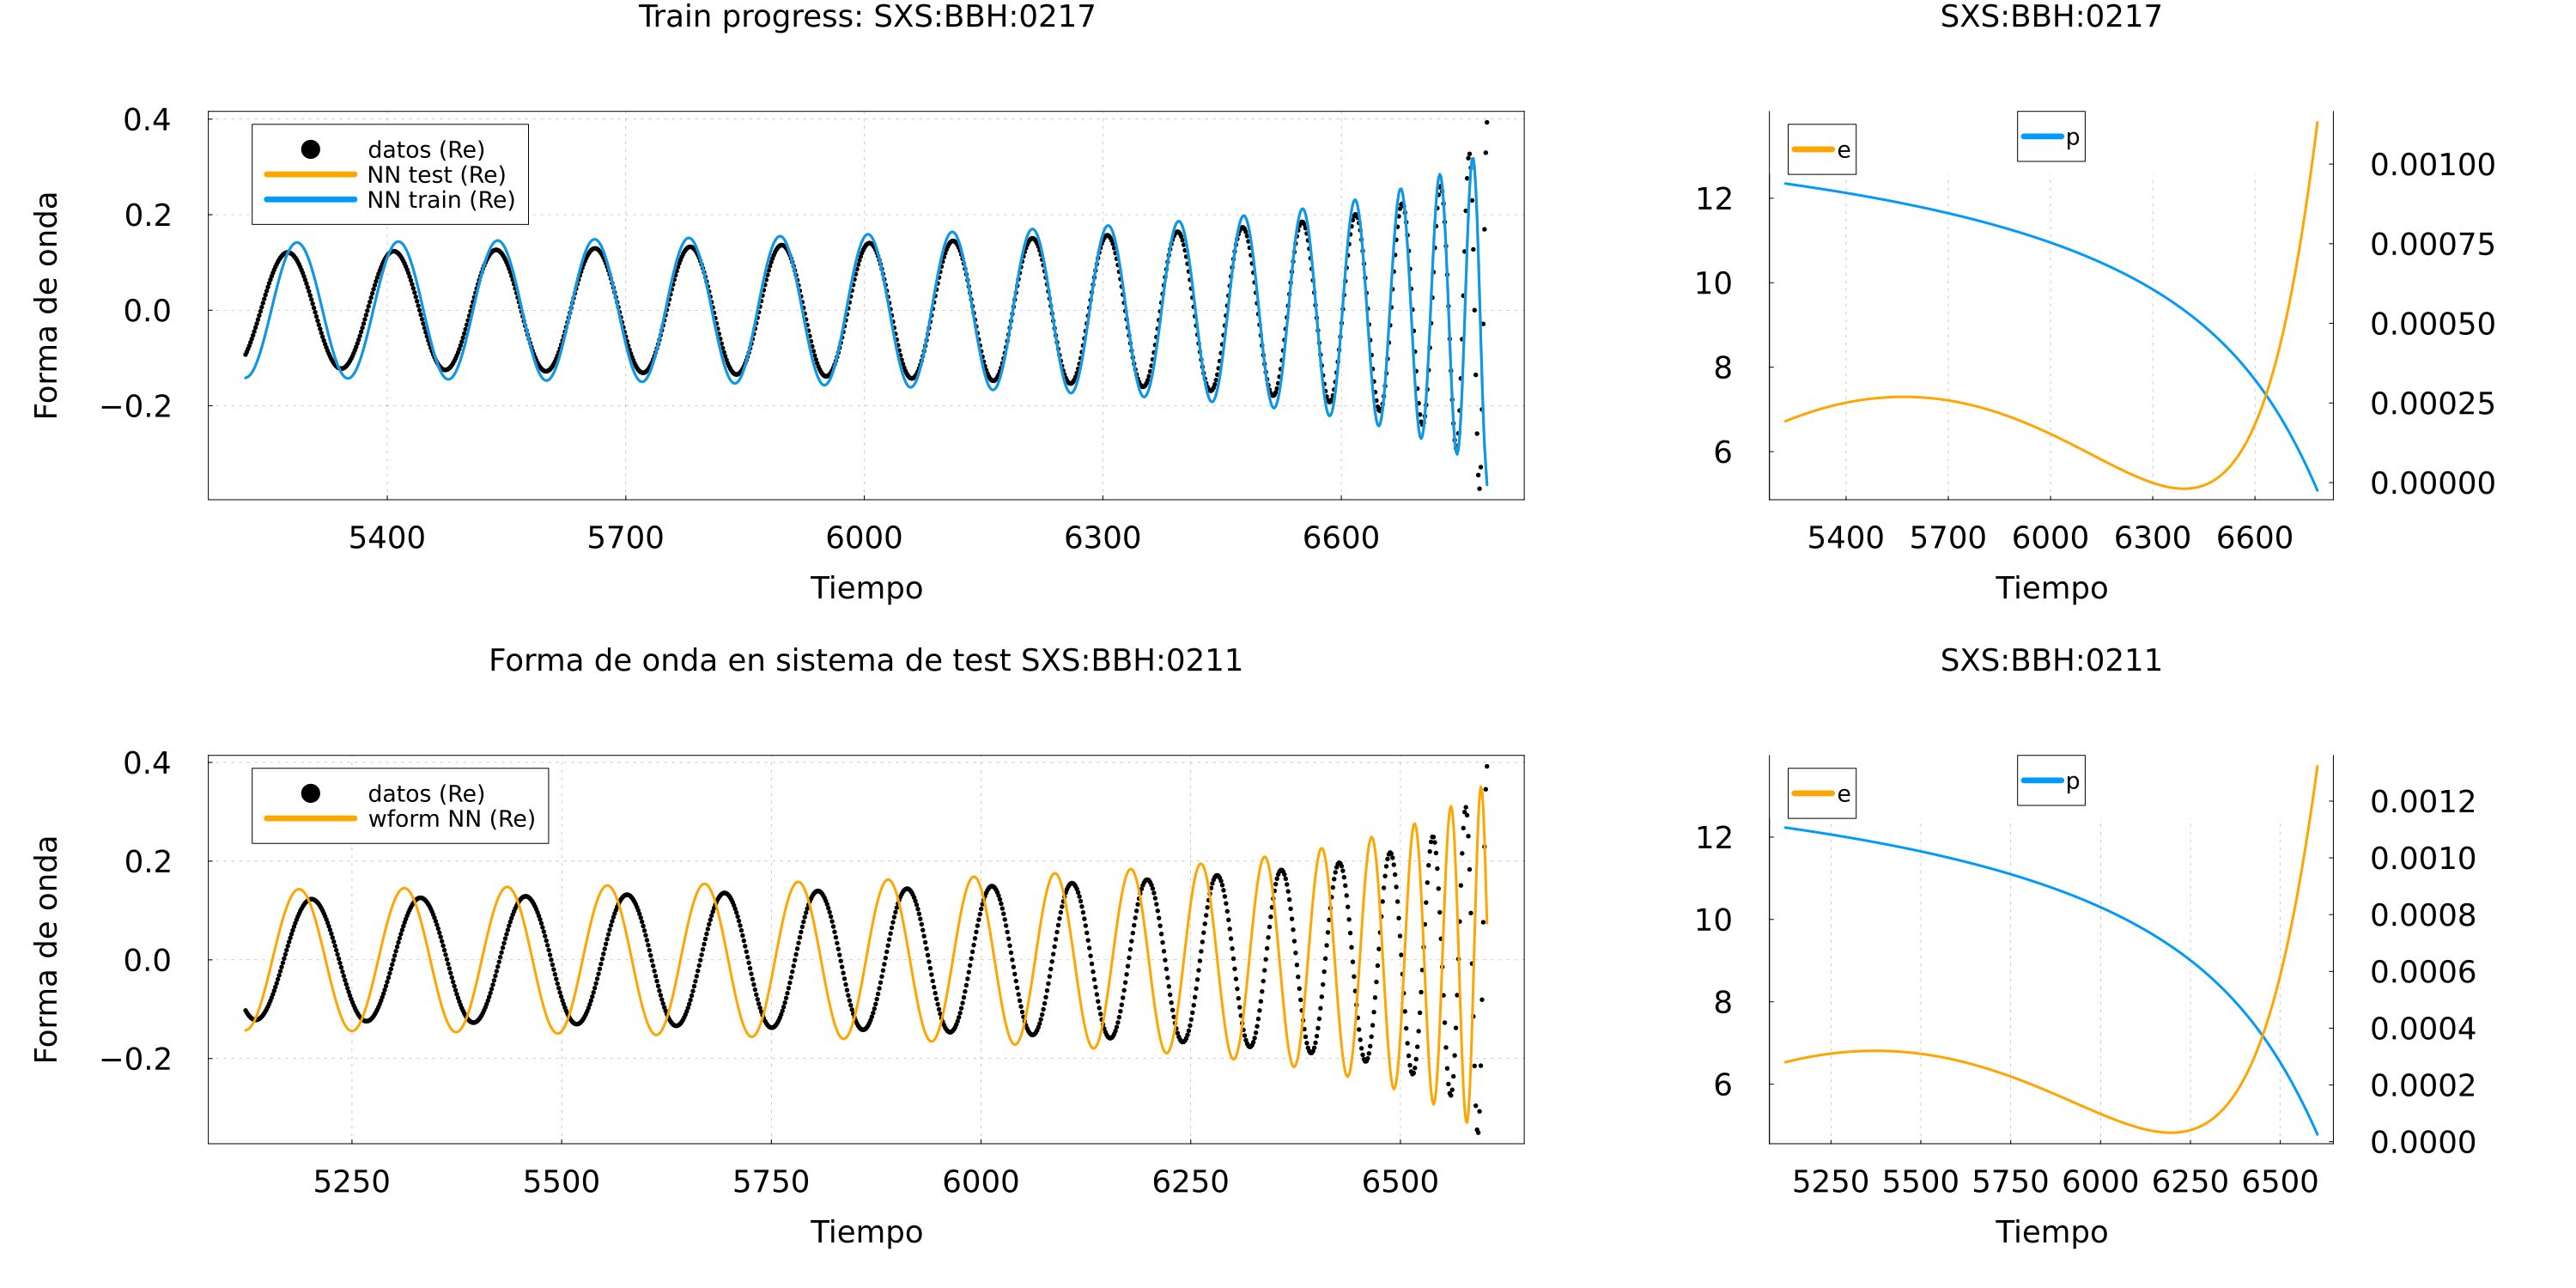 Train progress: SXS:BBH:0217
Forma de onda
0.4
0.2
0.0
−0.2
datos (Re)
NN test (Re)
NN train (Re)
5400 5700 6000 6300 6600
Tiempo
SXS:BBH:0217
e
p
12
10
8
6
0.00100
0.00075
0.00050
0.00025
0.00000
5400 5700 6000 6300 6600
Tiempo
Forma de onda en sistema de test SXS:BBH:0211
Forma de onda
0.4
0.2
0.0
−0.2
datos (Re)
wform NN (Re)
5250 5500 5750 6000 6250 6500
Tiempo
SXS:BBH:0211
e
p
12
10
8
6
0.0012
0.0010
0.0008
0.0006
0.0004
0.0002
0.0000
5250 5500 5750 6000 6250 6500
Tiempo